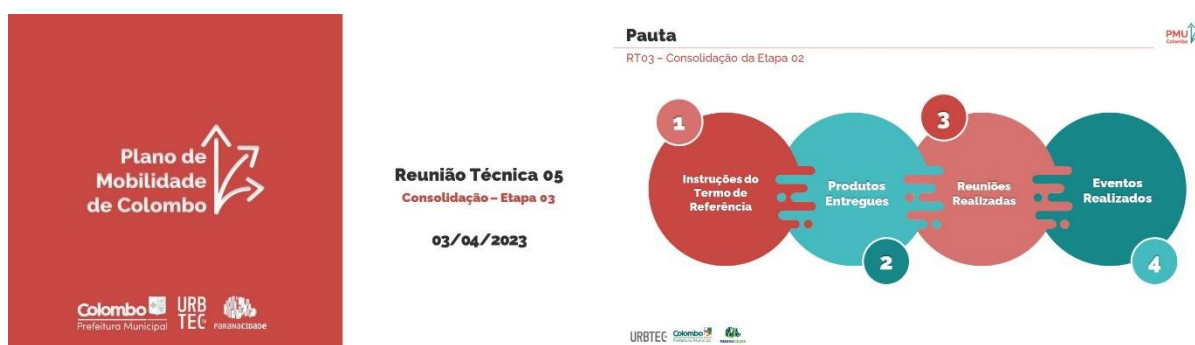 Plano de
Mobilidade
de Colombo
Colombo
Prefeitura Municipal
URB
TEC
PARANACIDADE
Reunião Técnica 05
Consolidação – Etapa 03
03/04/2023
Pauta
RT03 – Consolidação da Etapa 02
PMU
Colombo
1
Instruções do
Termo de
Referência
Produtos
Entregues
2
3
Reuniões
Realizadas
Eventos
Realizados
4
URBTEC
Colombo